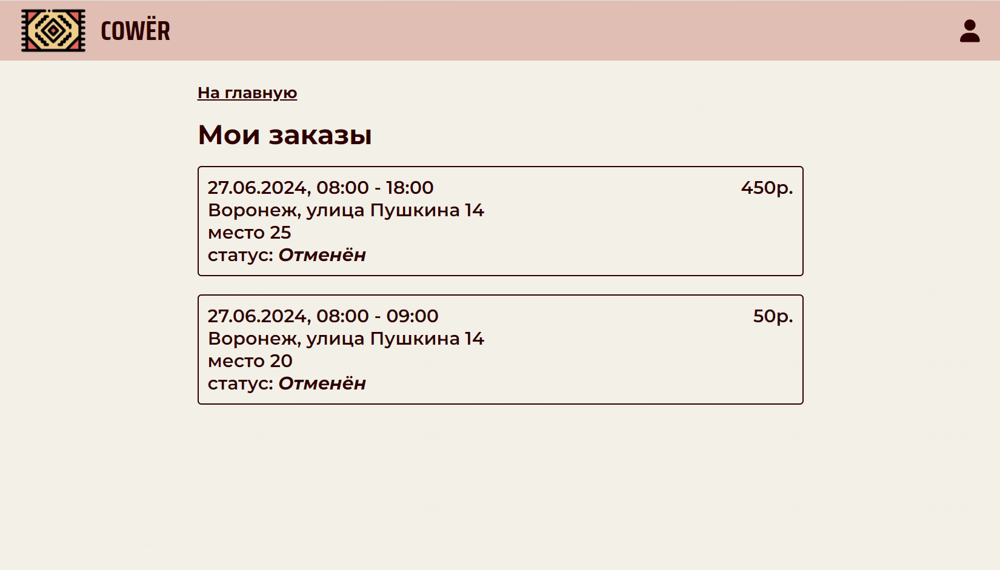 COWËR
На главную
Мои заказы
27.06.2024, 08:00 - 18:00 450р.
Воронеж, улица Пушкина 14
место 25
статус: Отменён
27.06.2024, 08:00 - 09:00 50р.
Воронеж, улица Пушкина 14
место 20
статус: Отменён